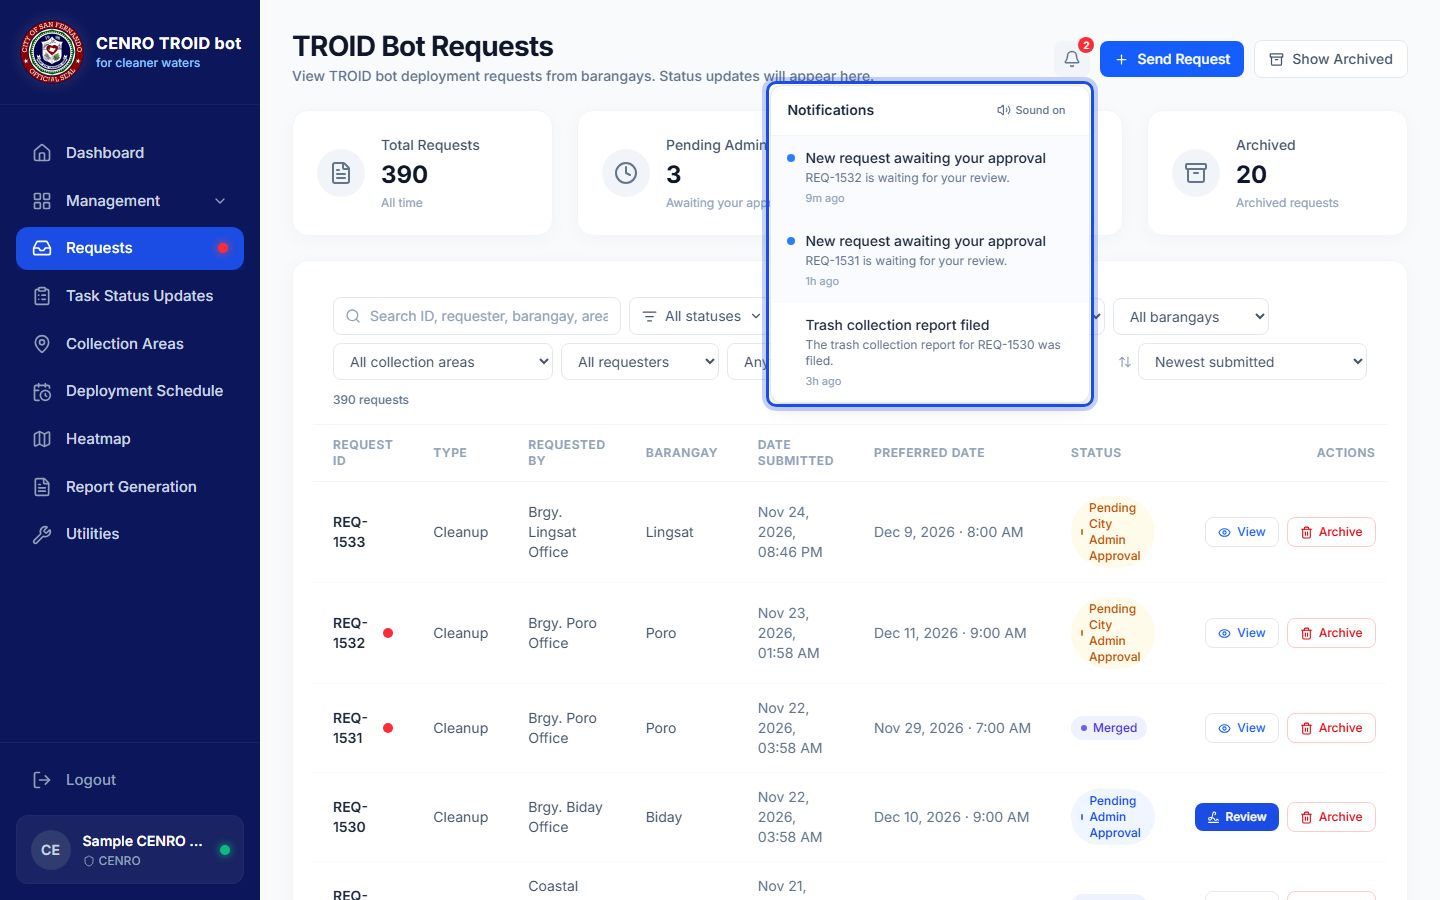 CITY OF SAN FERNANDO
OFFICIAL SEAL
CENRO TROID bot
for cleaner waters
Dashboard
Management
Requests
Task Status Updates
Collection Areas
Deployment Schedule
Heatmap
Report Generation
Utilities
Logout
CE
Sample CENRO ...
CENRO
TROID Bot Requests
View TROID bot deployment requests from barangays. Status updates will appear here.
2
Send Request
Show Archived
Total Requests
390
All time
Pending Admin
3
Awaiting your app
Archived
20
Archived requests
Notifications
Sound on
New request awaiting your approval
REQ-1532 is waiting for your review.
9m ago
New request awaiting your approval
REQ-1531 is waiting for your review.
1h ago
Trash collection report filed
The trash collection report for REQ-1530 was
filed.
3h ago
Search ID, requester, barangay, area
All statuses
All barangays
All collection areas
All requesters
Any
Newest submitted
390 requests
REQUEST
ID
TYPE
REQUESTED
BY
BARANGAY
DATE
SUBMITTED
PREFERRED DATE
STATUS
ACTIONS
REQ-
1533
Cleanup
Brgy.
Lingsat
Office
Lingsat
Nov 24,
2026,
08:46 PM
Dec 9, 2026 · 8:00 AM
Pending
City
Admin
Approval
View
Archive
REQ-
1532
Cleanup
Brgy. Poro
Office
Poro
Nov 23,
2026,
01:58 AM
Dec 11, 2026 · 9:00 AM
Pending
City
Admin
Approval
View
Archive
REQ-
1531
Cleanup
Brgy. Poro
Office
Poro
Nov 22,
2026,
03:58 AM
Nov 29, 2026 · 7:00 AM
Merged
View
Archive
REQ-
1530
Cleanup
Brgy. Biday
Office
Biday
Nov 22,
2026,
03:58 AM
Dec 10, 2026 · 9:00 AM
Pending
Admin
Approval
Review
Archive
REQ-
Coastal
Nov 21,